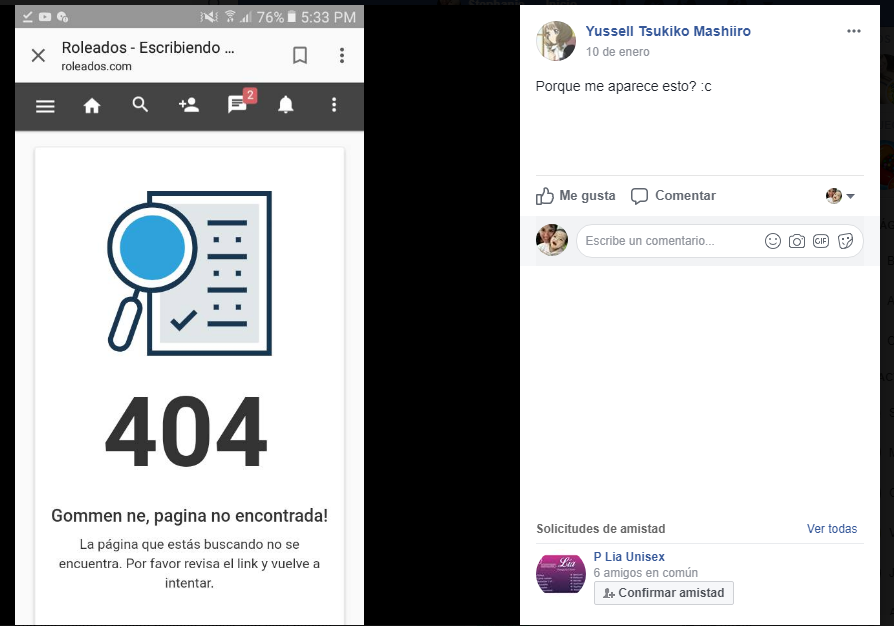 76% 5:33 PM
Roleados - Escribiendo ...
roleados.com
2
404
Gommen ne, pagina no encontrada!
La página que estás buscando no se
encuentra. Por favor revisa el link y vuelve a
intentar.
Yussell Tsukiko Mashiiro
10 de enero
Porque me aparece esto? :c
Me gusta Comentar
Escribe un comentario...
GIF
Solicitudes de amistad Ver todas
P Lia Unisex
6 amigos en común
Confirmar amistad
Lia